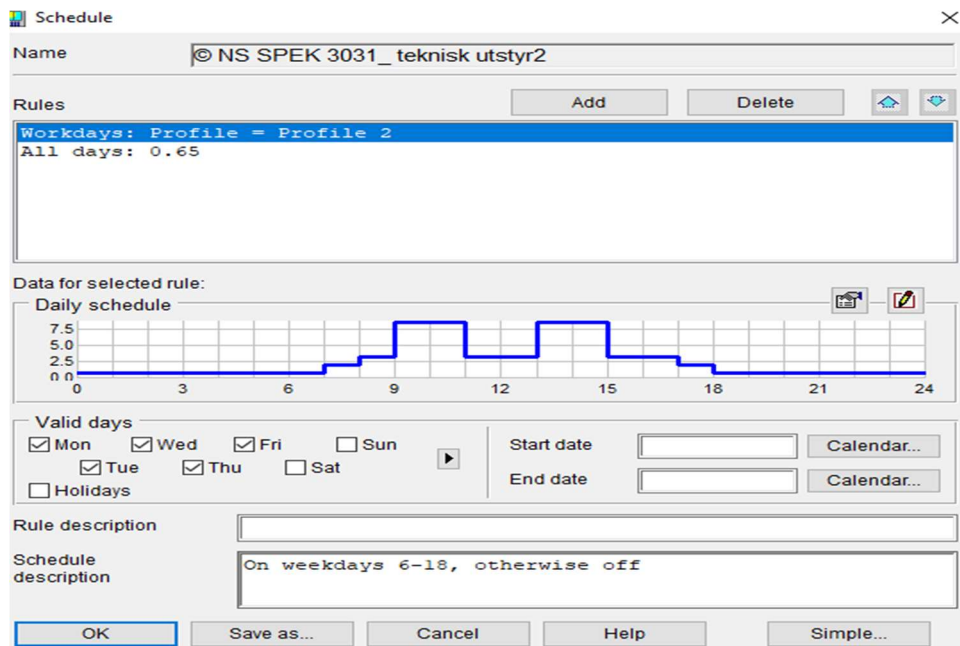 Schedule
Name
© NS SPEK 3031_ teknisk utstyr2
Rules Add Delete
Workdays: Profile = Profile 2
All days: 0.65
Data for selected rule:
Daily schedule
7.5
5.0
2.5
0.0
0 3 6 9 12 15 18 21 24
Valid days
Mon Wed Fri Sun
Tue Thu Sat
Holidays
Start date Calendar...
End date Calendar...
Rule description
Schedule
description
On weekdays 6-18, otherwise off
OK Save as... Cancel Help Simple...